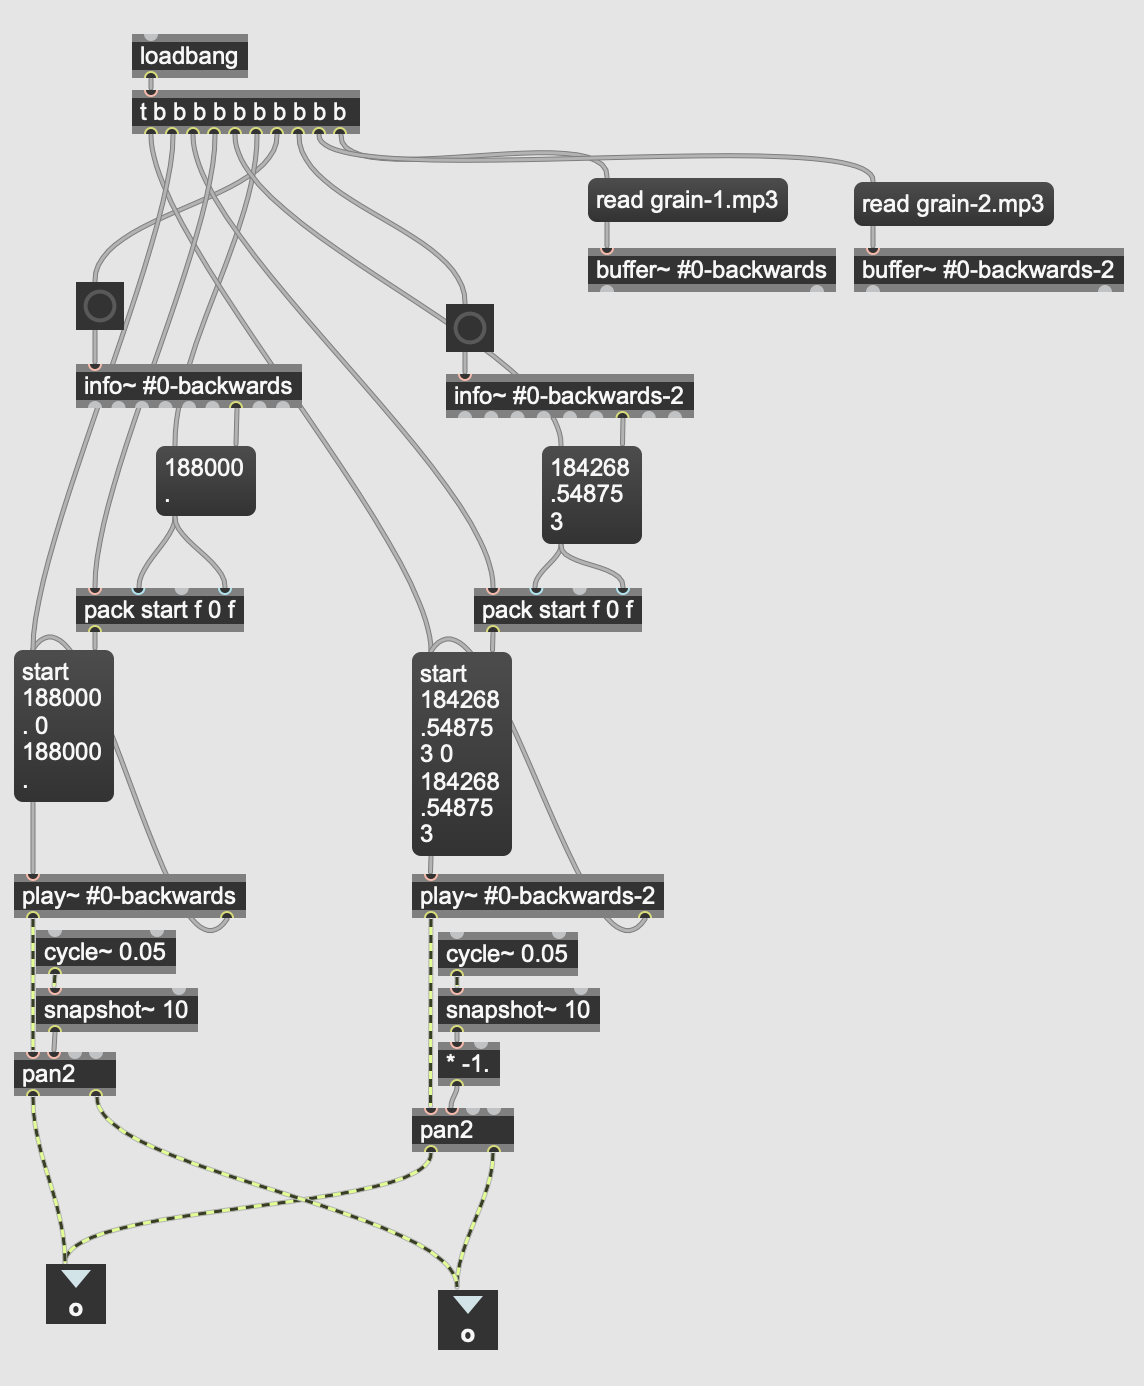 loadbang
t b b b b b b b b b b
read grain-1.mp3
read grain-2.mp3
buffer~ #0-backwards
buffer~ #0-backwards-2
info~ #0-backwards
info~ #0-backwards-2
188000
.
184268
.54875
3
pack start f 0 f
pack start f 0 f
start
188000
. 0
188000
.
start
184268
.54875
3 0
184268
.54875
3
play~ #0-backwards
play~ #0-backwards-2
cycle~ 0.05
cycle~ 0.05
snapshot~ 10
snapshot~ 10
* -1.
pan2
pan2
o
o